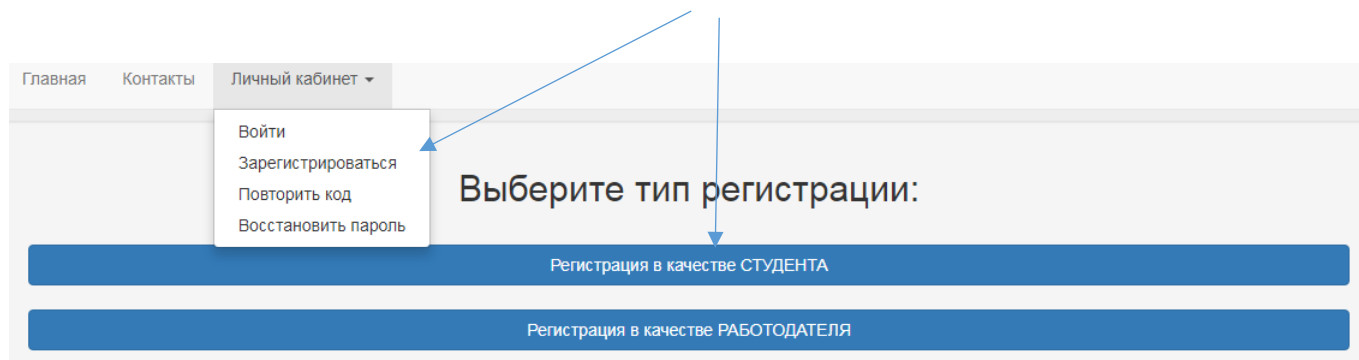 Главная Контакты Личный кабинет
Войти
Зарегистрироваться
Повторить код
Восстановить пароль
Выберите тип регистрации:
Регистрация в качестве СТУДЕНТА
Регистрация в качестве РАБОТОДАТЕЛЯ